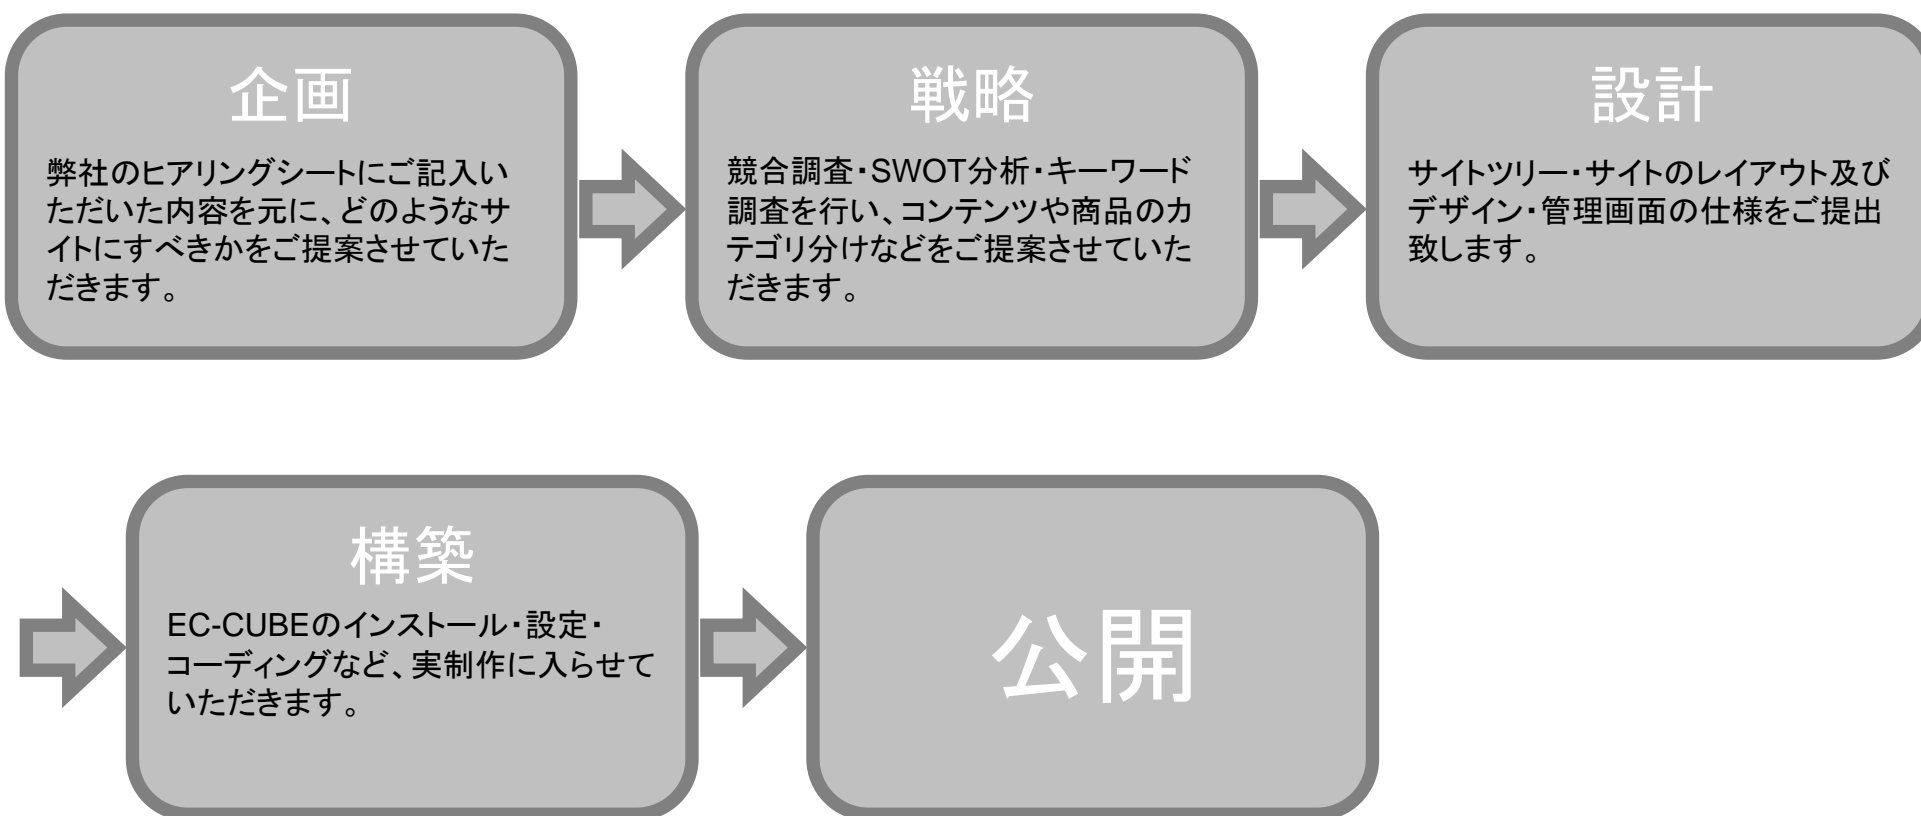 企画
弊社のヒアリングシートにご記入い
ただいた内容を元に、どのようなサ
イトにすべきかをご提案させていた
だきます。
戦略
競合調査・SWOT分析・キーワード
調査を行い、コンテンツや商品のカ
テゴリ分けなどをご提案させていた
だきます。
設計
サイトツリー・サイトのレイアウト及び
デザイン・管理画面の仕様をご提出
致します。
構築
EC-CUBEのインストール・設定・
コーディングなど、実制作に入らせて
いただきます。
公開